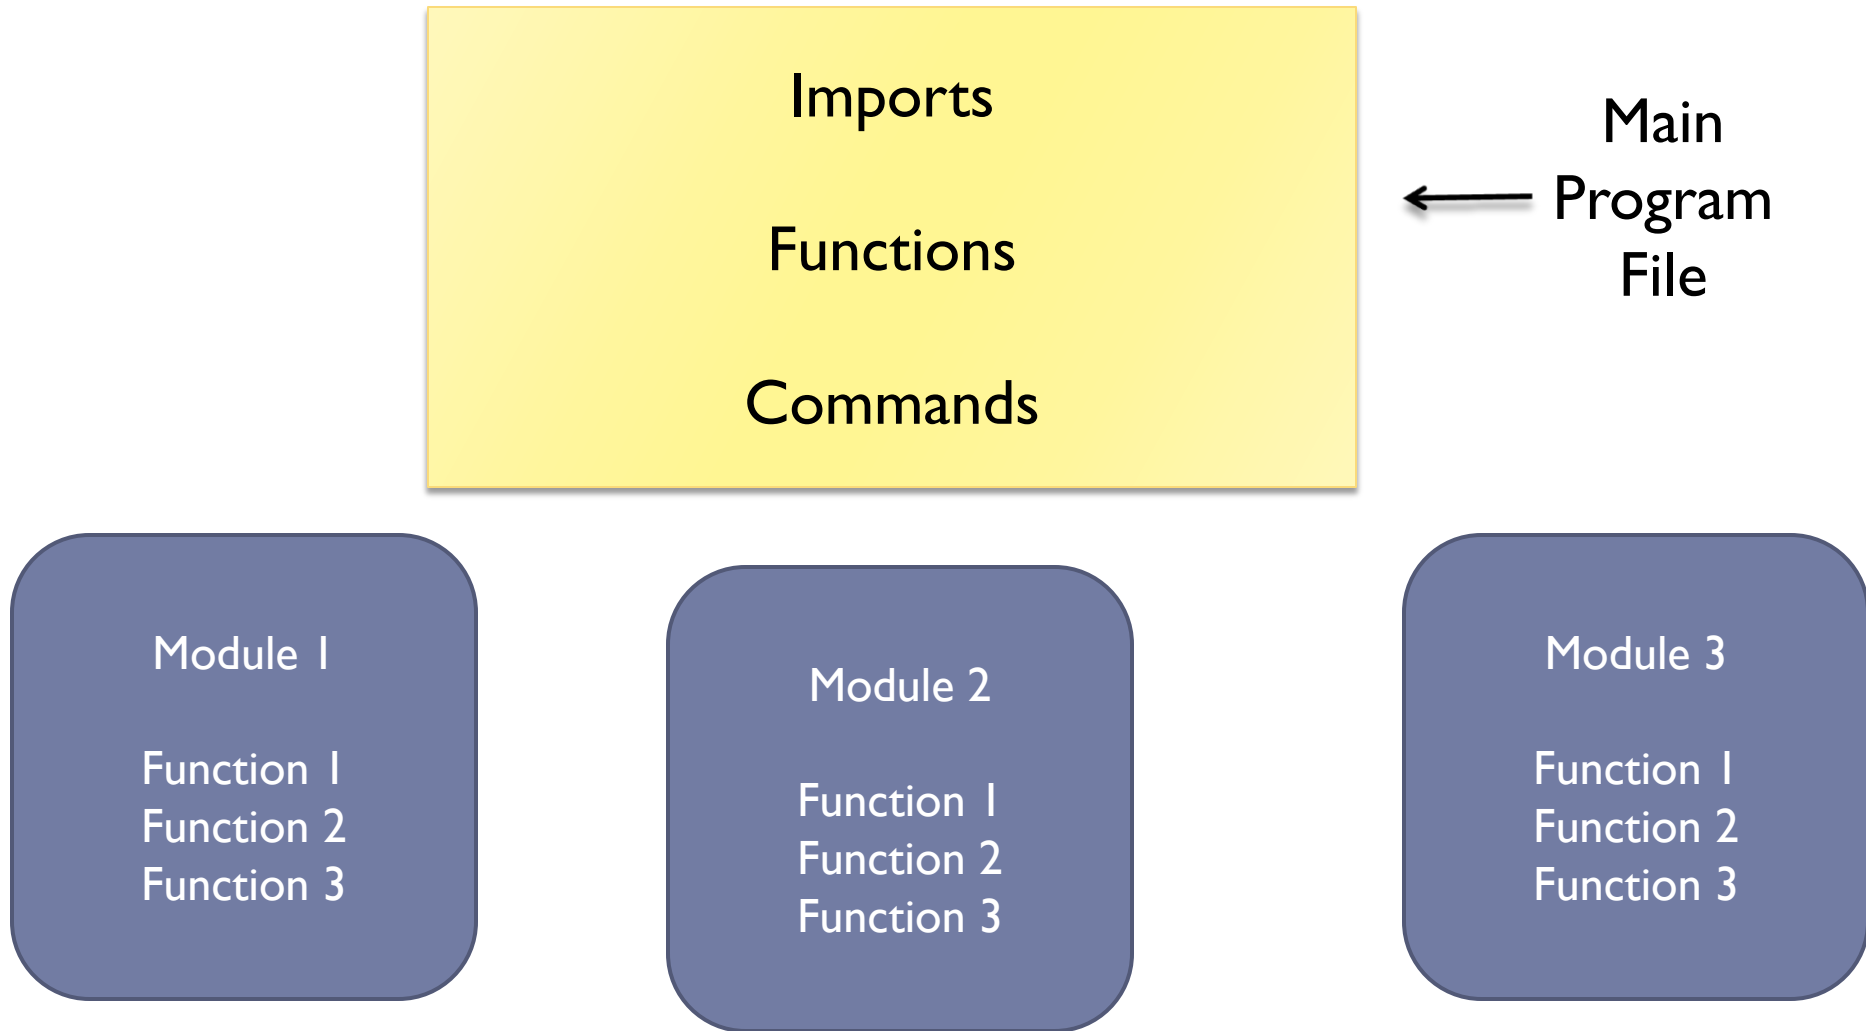 Imports
Functions
Commands
Main
Program
File
Module 1
Function 1
Function 2
Function 3
Module 2
Function 1
Function 2
Function 3
Module 3
Function 1
Function 2
Function 3